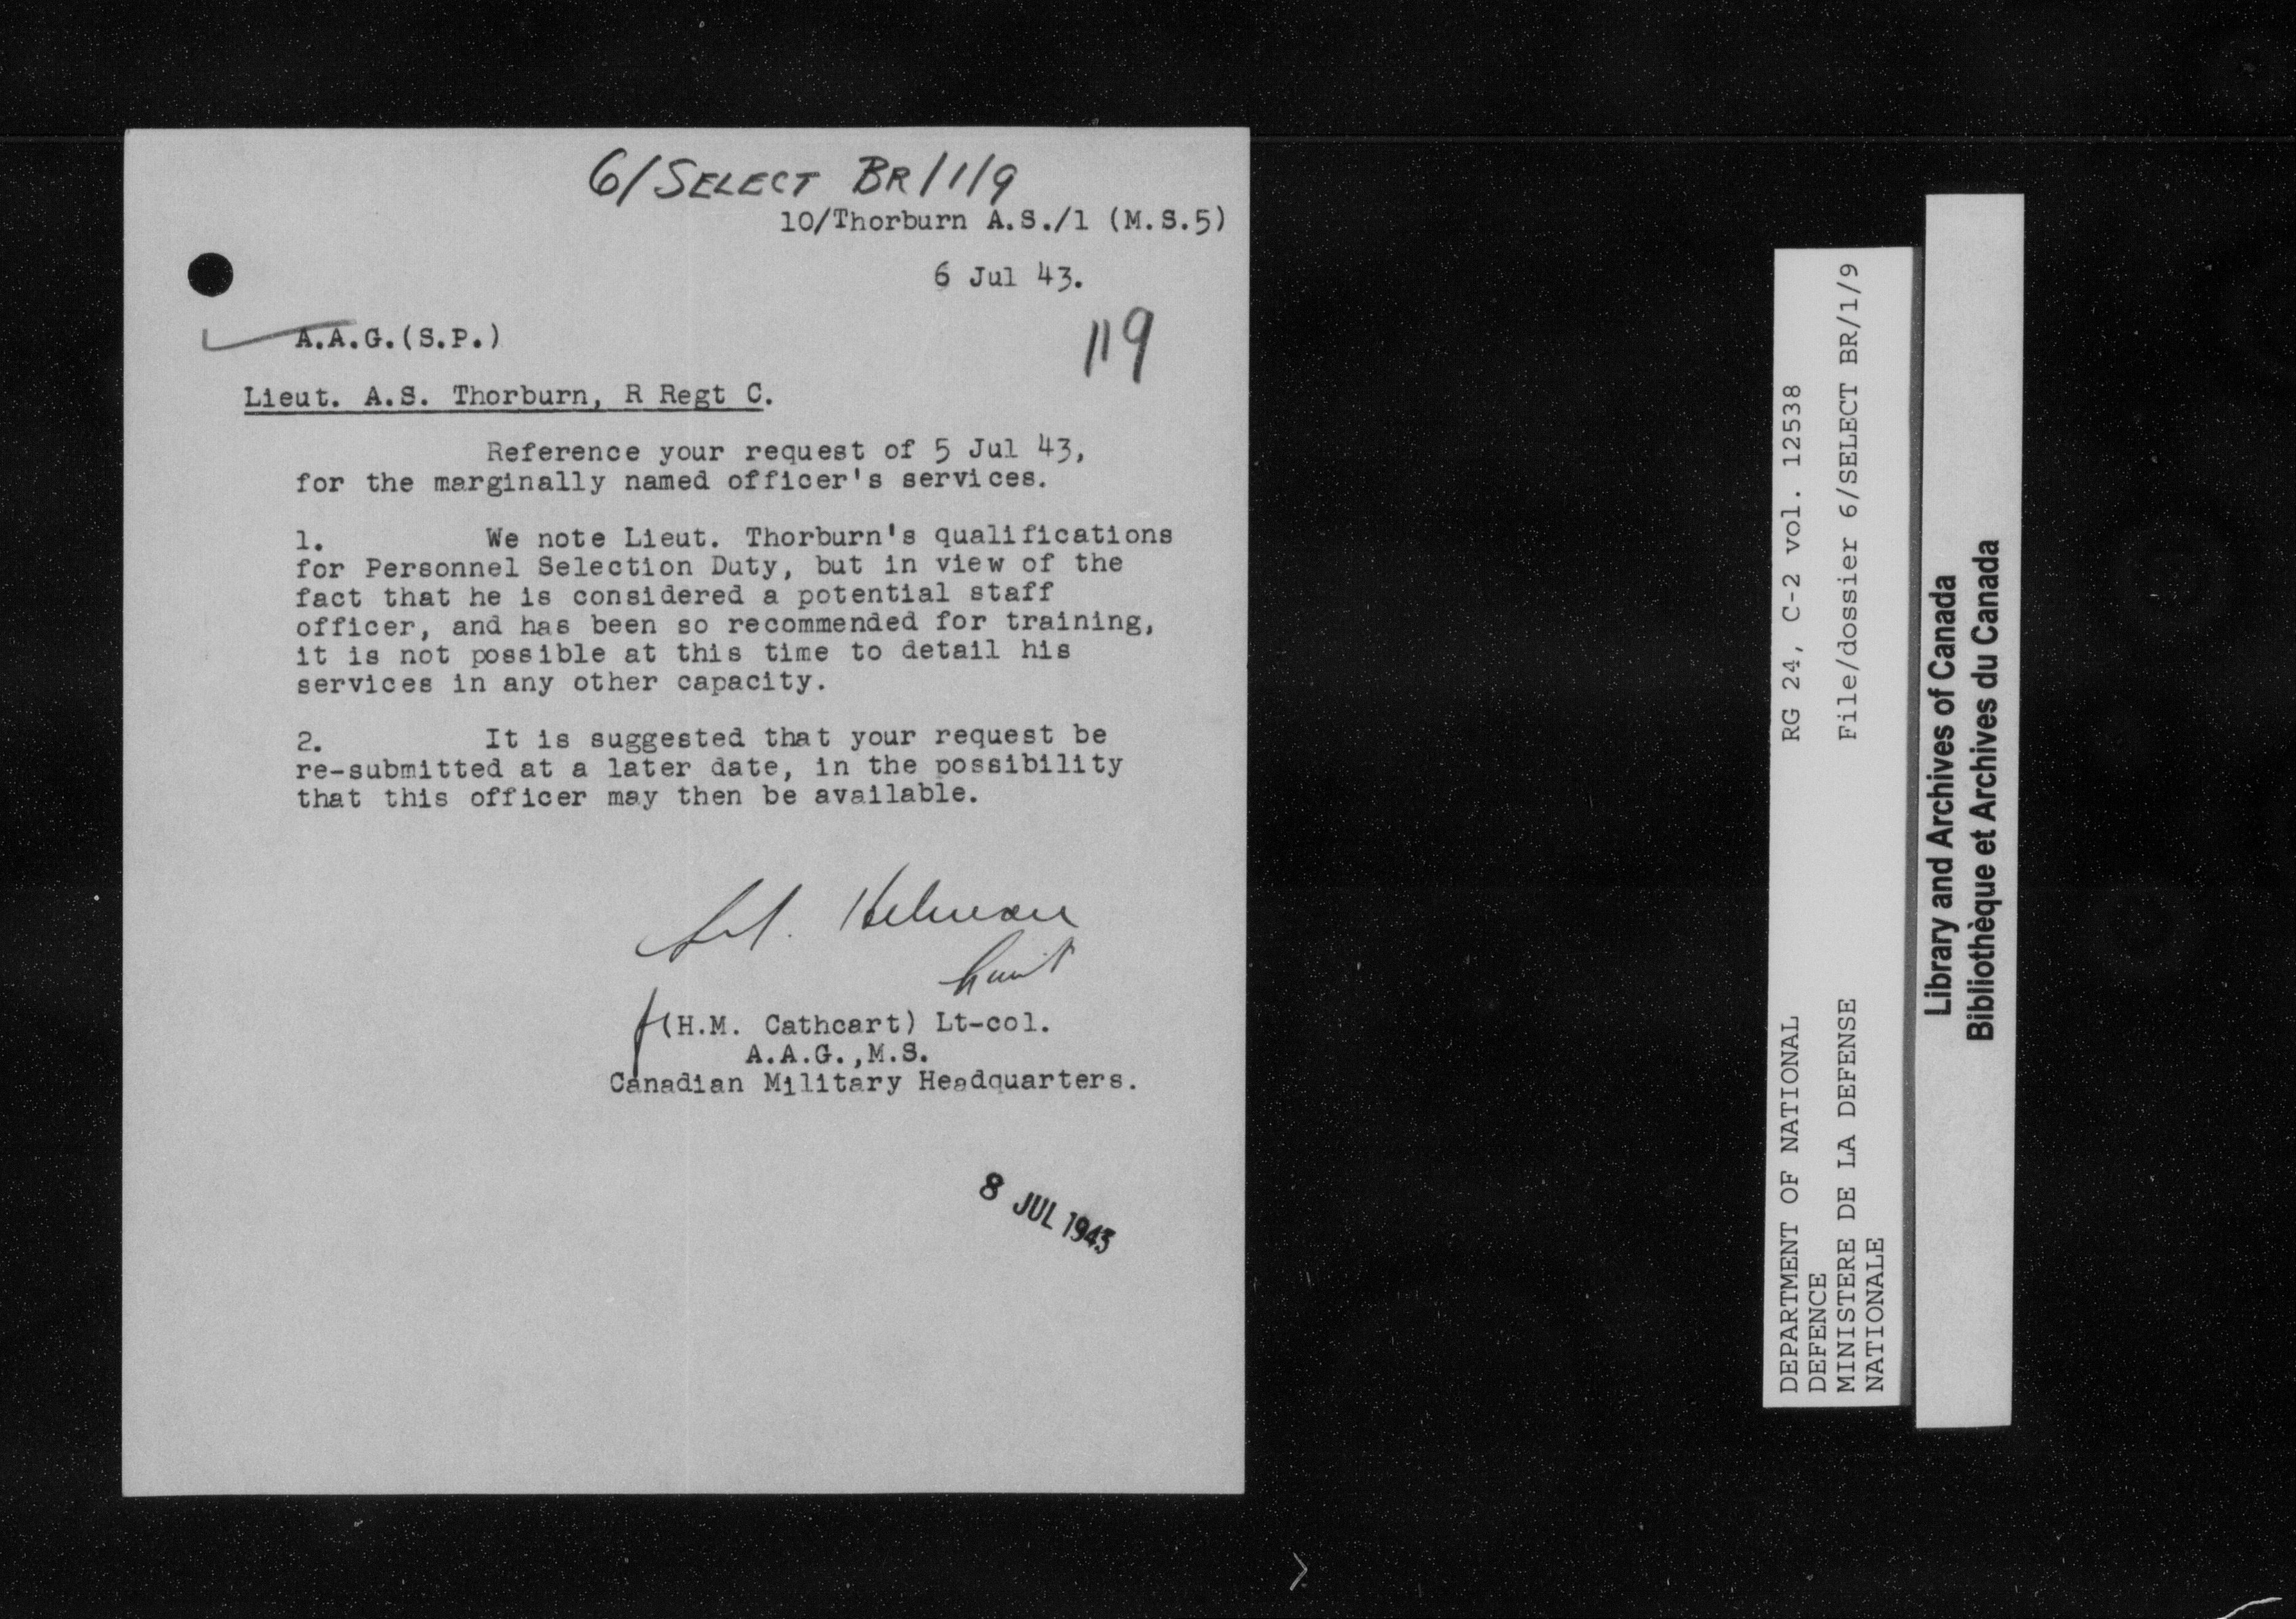 6/SELECT BR/1/9
10/Thorburn A.S./1 (M.S.5)
6 Jul 43.
119
A.A.G.(S.P.)
Lieut. A.S. Thorburn, R Regt C.
Reference your request of 5 Jul 43,
for the marginally named officer's services.
1. We note Lieut. Thorburn's qualifications
for Personnel Selection Duty, but in view of the
fact that he is considered a potential staff
officer, and has been so recommended for training,
it is not possible at this time to detail his
services in any other capacity.
2. It is suggested that your request be
re-submitted at a later date, in the possibility
that this officer may then be available.
(H.M. Cathcart) Lt-col.
A.A.G.,M.S.
Canadian Military Headquarters.
8 JUL 1943
DEPARTMENT OF NATIONAL
DEFENCE
MINISTERE DE LA DEFENSE
NATIONALE
RG 24, C-2 vol. 12538
File/dossier 6/SELECT BR/1/9
Library and Archives of Canada
Bibliothèque et Archives du Canada